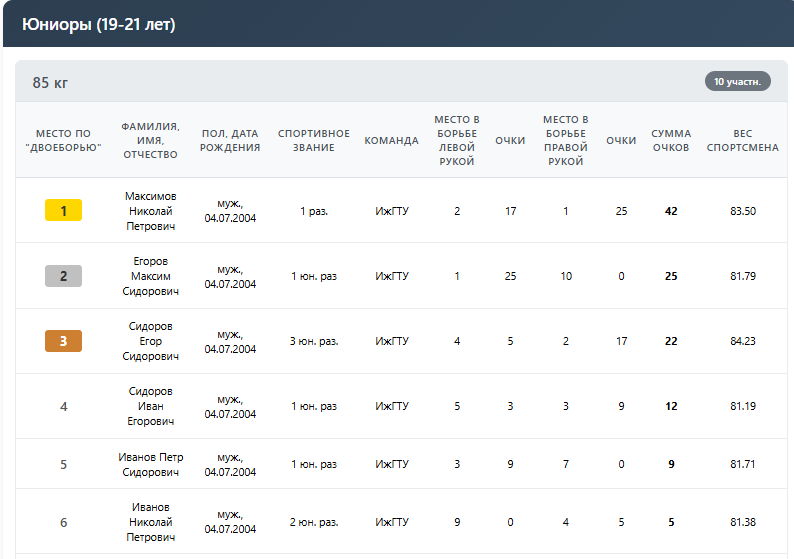 Юниоры (19-21 лет)
85 кг
10 участн.
МЕСТО ПО "ДВОЕБОРЬЮ" ФАМИЛИЯ, ИМЯ, ОТЧЕСТВО ПОЛ, ДАТА РОЖДЕНИЯ СПОРТИВНОЕ ЗВАНИЕ КОМАНДА МЕСТО В БОРЬБЕ ЛЕВОЙ РУКОЙ ОЧКИ МЕСТО В БОРЬБЕ ПРАВОЙ РУКОЙ ОЧКИ СУММА ОЧКОВ ВЕС СПОРТСМЕНА
1 Максимов Николай Петрович муж., 04.07.2004 1 раз. ИжГТУ 2 17 1 25 42 83.50
2 Егоров Максим Сидорович муж., 04.07.2004 1 юн. раз ИжГТУ 1 25 10 0 25 81.79
3 Сидоров Егор Сидорович муж., 04.07.2004 3 юн. раз. ИжГТУ 4 5 2 17 22 84.23
4 Сидоров Иван Егорович муж., 04.07.2004 1 юн. раз ИжГТУ 5 3 3 9 12 81.19
5 Иванов Петр Сидорович муж., 04.07.2004 1 юн. раз ИжГТУ 3 9 7 0 9 81.71
6 Иванов Николай Петрович муж., 04.07.2004 2 юн. раз. ИжГТУ 9 0 4 5 5 81.38